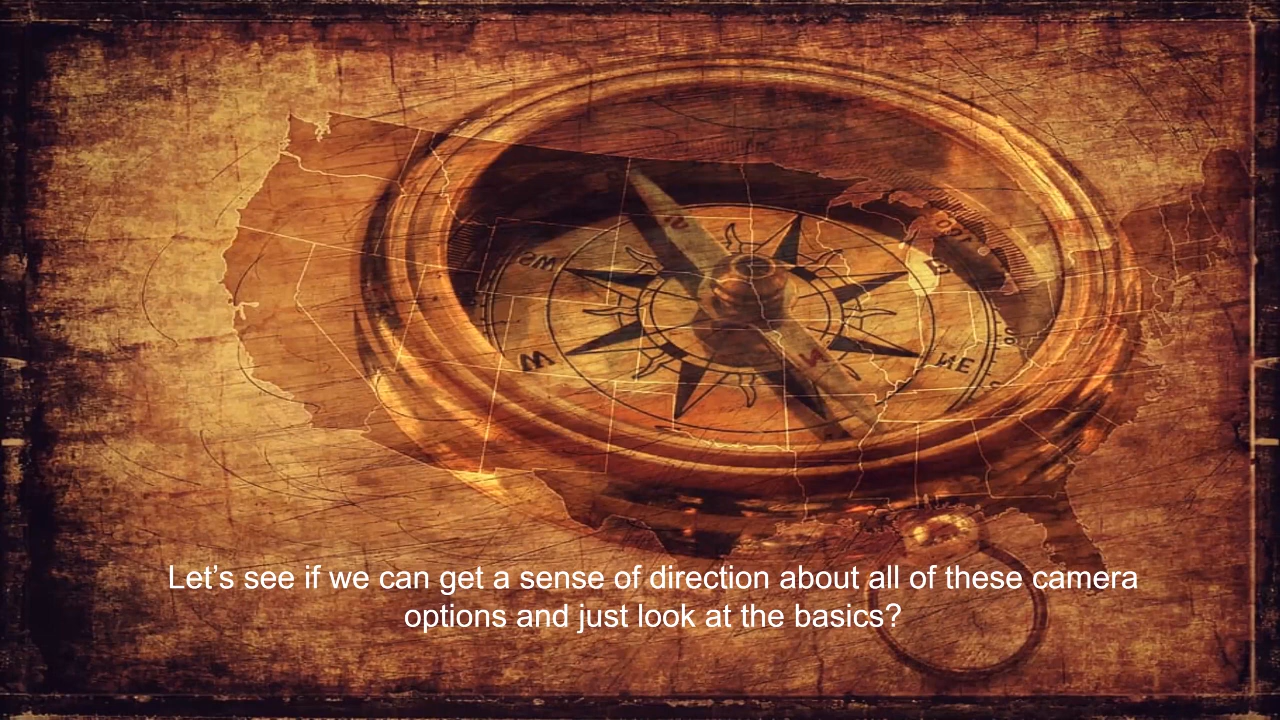 Let’s see if we can get a sense of direction about all of these camera
options and just look at the basics?
W
NE